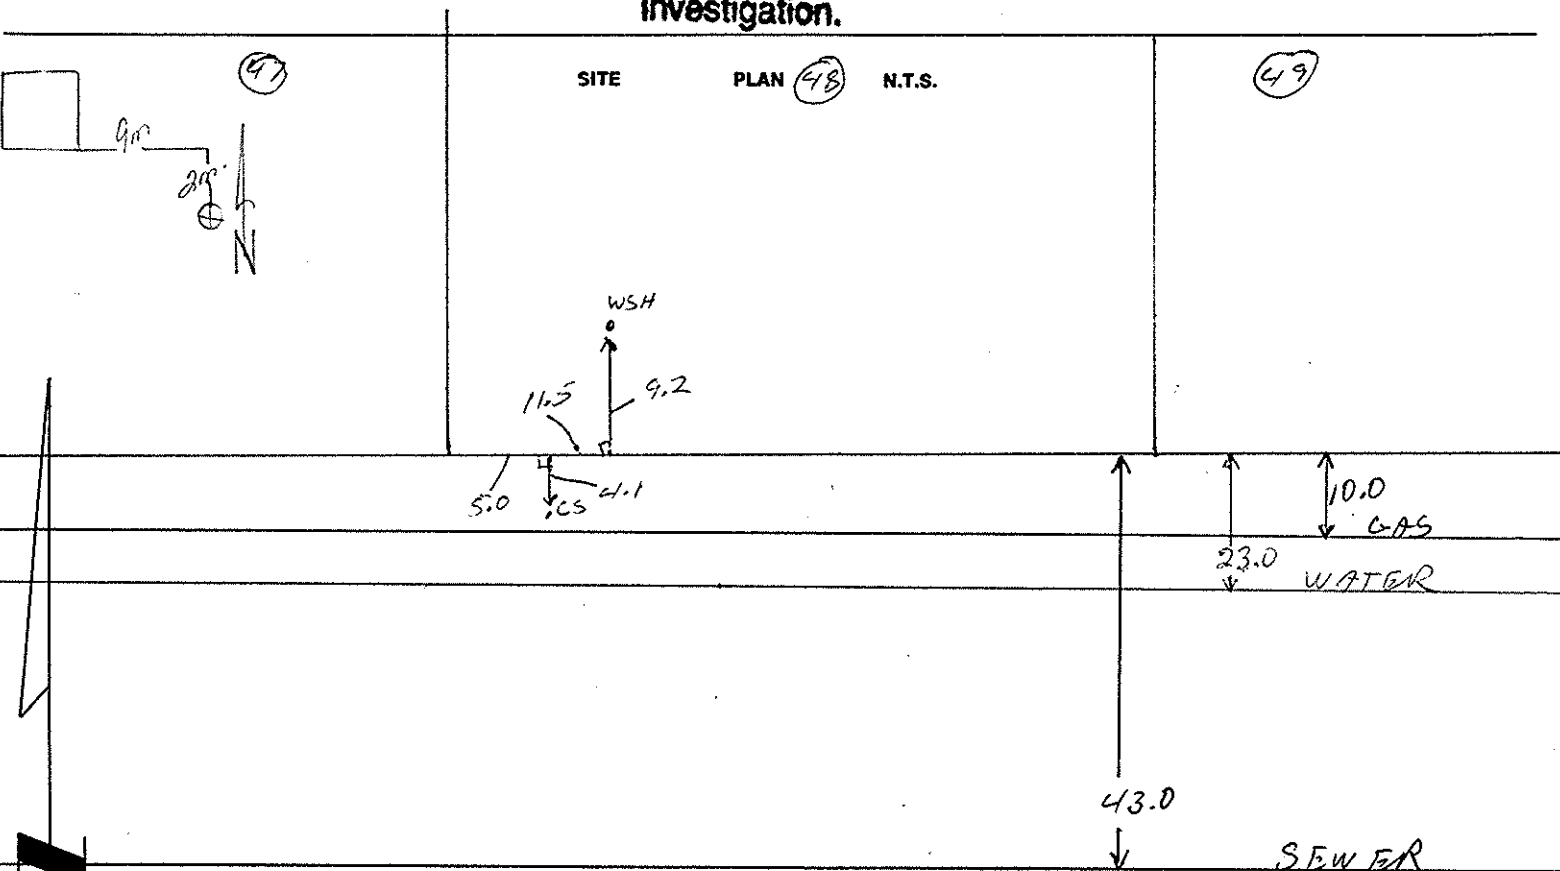 Investigation.
47
SITE PLAN 48 N.T.S.
49
9m
2m
N
WSH
11.5
9.2
5.0
4.1
CS
10.0
GAS
23.0
WATER
43.0
SEWER